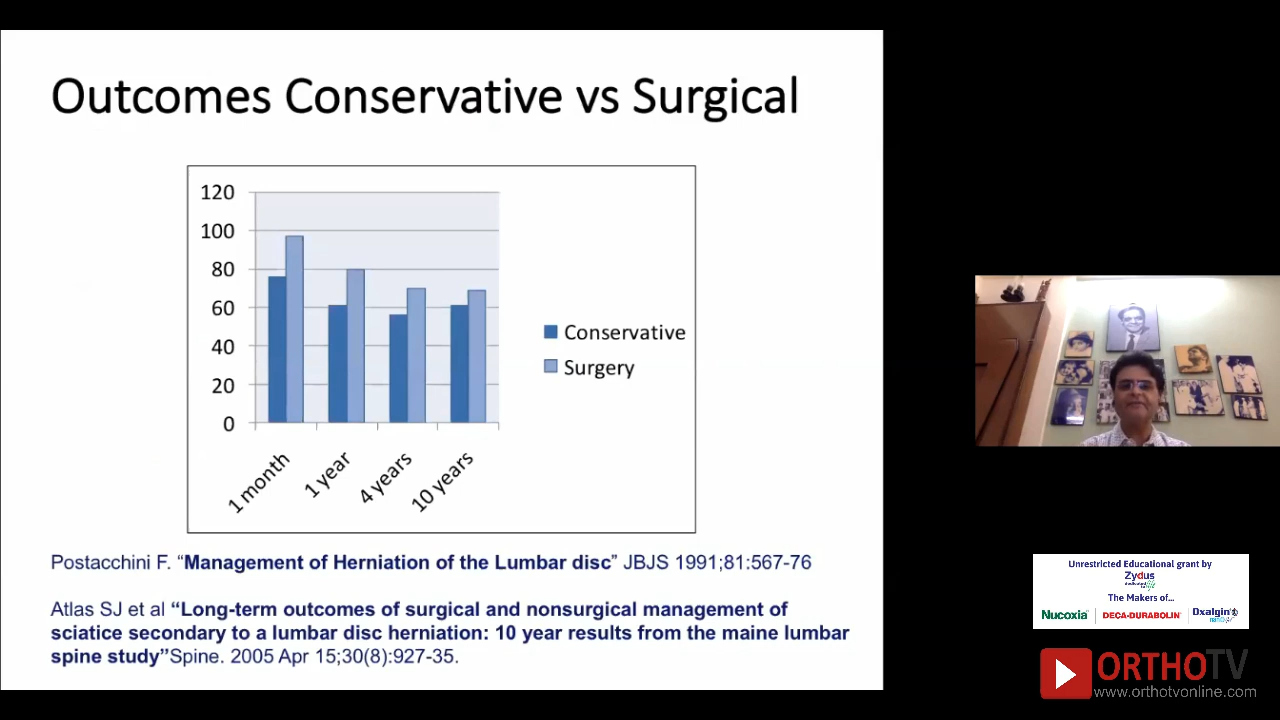 Outcomes Conservative vs Surgical
120
100
80
60
40
20
0
1 month
1 year
4 years
10 years
Conservative
Surgery
Postacchini F. “Management of Herniation of the Lumbar disc” JBJS 1991;81:567-76
Atlas SJ et al “Long-term outcomes of surgical and nonsurgical management of
sciatice secondary to a lumbar disc herniation: 10 year results from the maine lumbar
spine study”Spine. 2005 Apr 15;30(8):927-35.
Unrestricted Educational grant by
Zydus
The Makers of...
Nucoxia
DECA-DURABOLIN
Dxalgin
ORTHOTV
www.orthotvonline.com